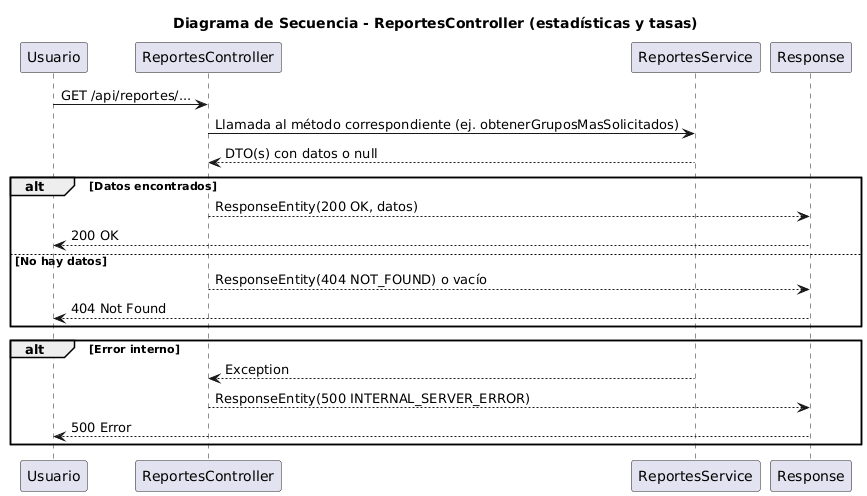 Diagrama de Secuencia - ReportesController (estadísticas y tasas)
Usuario
ReportesController
ReportesService
Response
GET /api/reportes/...
Llamada al método correspondiente (ej. obtenerGruposMasSolicitados)
DTO(s) con datos o null
alt
[Datos encontrados]
ResponseEntity(200 OK, datos)
200 OK
[No hay datos]
ResponseEntity(404 NOT_FOUND) o vacío
404 Not Found
alt
[Error interno]
Exception
ResponseEntity(500 INTERNAL_SERVER_ERROR)
500 Error
Usuario
ReportesController
ReportesService
Response